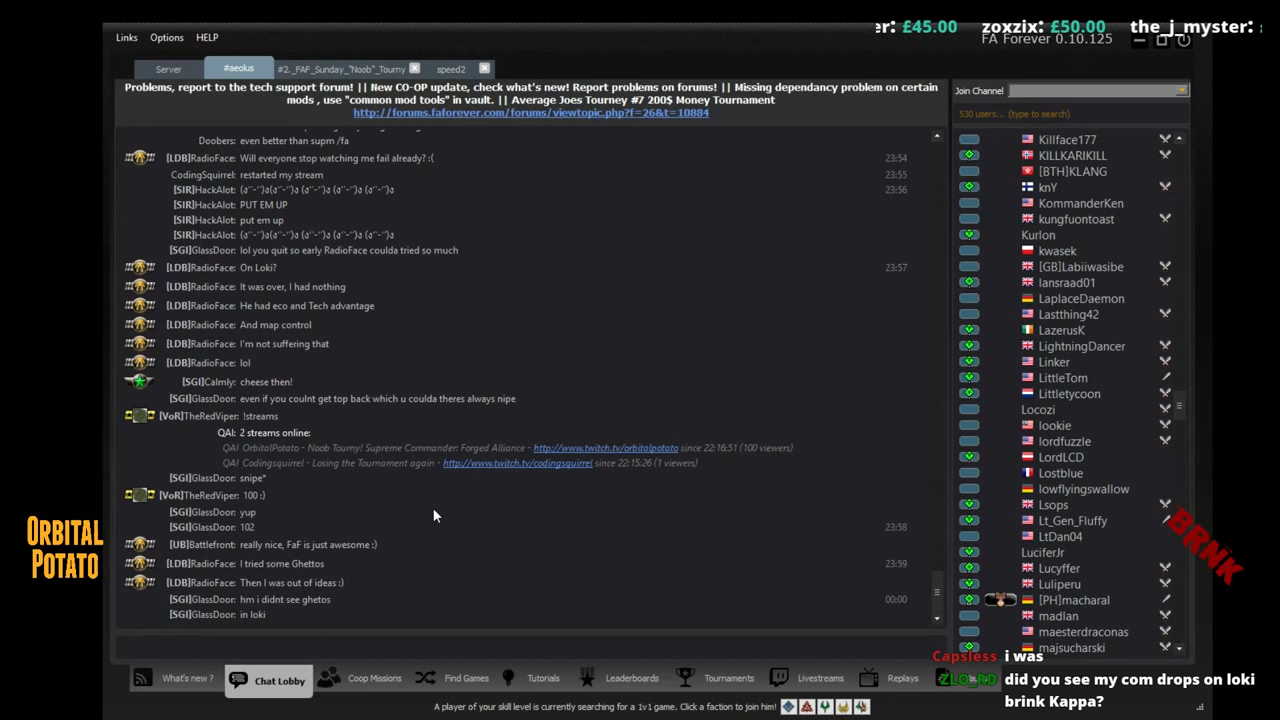 er: £45.00 zoxzix: £50.00 the_j_myster:
Links Options HELP
FA Forever 0.10.125
Server #aeolus #2._FAF_Sunday_"Noob"_Tourny speed2
Problems, report to the tech support forum! || New CO-OP update, check what's new! Report problems on forums! || Missing dependancy problem on certain
mods , use "common mod tools" in vault. || Average Joes Tourney #7 200$ Money Tournament
http://forums.faforever.com/forums/viewtopic.php?f=26&t=10884
Doobers: even better than supm /fa
[LDB]RadioFace: Will everyone stop watching me fail already? :( 23:54
CodingSquirrel: restarted my stream 23:55
[SIR]HackAlot: 23:56
[SIR]HackAlot: PUT EM UP
[SIR]HackAlot: put em up
[SIR]HackAlot:
[SGI]GlassDoor: lol you quit so early RadioFace coulda tried so much
[LDB]RadioFace: On Loki? 23:57
[LDB]RadioFace: It was over, I had nothing
[LDB]RadioFace: He had eco and Tech advantage
[LDB]RadioFace: And map control
[LDB]RadioFace: I'm not suffering that
[LDB]RadioFace: lol
[SGI]Calmly: cheese then!
[SGI]GlassDoor: even if you counlnt get top back which u coulda theres always nipe
[VoR]TheRedViper: !streams
QAI: 2 streams online:
QAI OrbitalPotato - Noob Tourny! Supreme Commander: Forged Alliance - http://www.twitch.tv/orbitalpotato since 22:16:51 (100 viewers)
QAI Codingsquirrel - Losing the Tournament again - http://www.twitch.tv/codingsquirrel since 22:15:26 (1 viewers)
[SGI]GlassDoor: snipe*
[VoR]TheRedViper: 100 :)
[SGI]GlassDoor: yup
[SGI]GlassDoor: 102 23:58
[UB]Battlefront: really nice, FaF is just awesome :)
[LDB]RadioFace: I tried some Ghettos 23:59
[LDB]RadioFace: Then I was out of ideas :)
[SGI]GlassDoor: hm i didnt see ghetos 00:00
[SGI]GlassDoor: in loki
Join Channel
530 users... (type to search)
Killface177
KILLKARIKILL
[BTH]KLANG
knY
KommanderKen
kungfuontoast
Kurlon
kwasek
[GB]Labiiwasibe
lansraad01
LaplaceDaemon
Lastthing42
LazerusK
LightningDancer
Linker
LittleTom
Littletycoon
Locozi
lookie
lordfuzzle
LordLCD
Lostblue
lowflyingswallow
Lsops
Lt_Gen_Fluffy
LtDan04
LuciferJr
Lucyffer
Luliperu
[PH]macharal
madlan
maesterdraconas
majsucharski
ORBITAL
POTATO
BRNK
Capsless i was
ZLO_RD did you see my com drops on loki
brink Kappa?
What's new ? Chat Lobby Coop Missions Find Games Tutorials Leaderboards Tournaments Livestreams Replays
A player of your skill level is currently searching for a 1v1 game. Click a faction to join him!